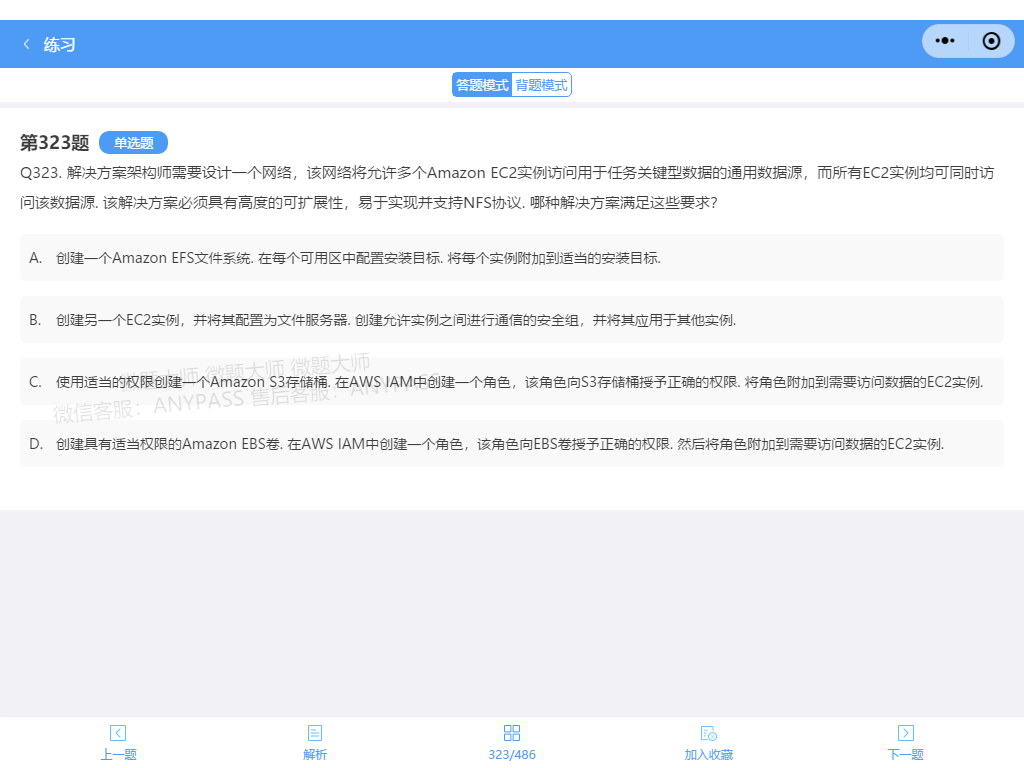 练习
答题模式 背题模式
第323题 单选题
Q323. 解决方案架构师需要设计一个网络，该网络将允许多个Amazon EC2实例访问用于任务关键型数据的通用数据源，而所有EC2实例均可同时访
问该数据源. 该解决方案必须具有高度的可扩展性，易于实现并支持NFS协议. 哪种解决方案满足这些要求?
A. 创建一个Amazon EFS文件系统. 在每个可用区中配置安装目标. 将每个实例附加到适当的安装目标.
B. 创建另一个EC2实例，并将其配置为文件服务器. 创建允许实例之间进行通信的安全组，并将其应用于其他实例.
微题大师 微题大师 微题大师
C. 使用适当的权限创建一个Amazon S3存储桶. 在AWS IAM中创建一个角色，该角色向S3存储桶授予正确的权限. 将角色附加到需要访问数据的EC2实例.
微信客服：ANYPASS 售后客服：ANYPASS
D. 创建具有适当权限的Amazon EBS卷. 在AWS IAM中创建一个角色，该角色向EBS卷授予正确的权限. 然后将角色附加到需要访问数据的EC2实例.
上一题 解析 323/486 加入收藏 下一题